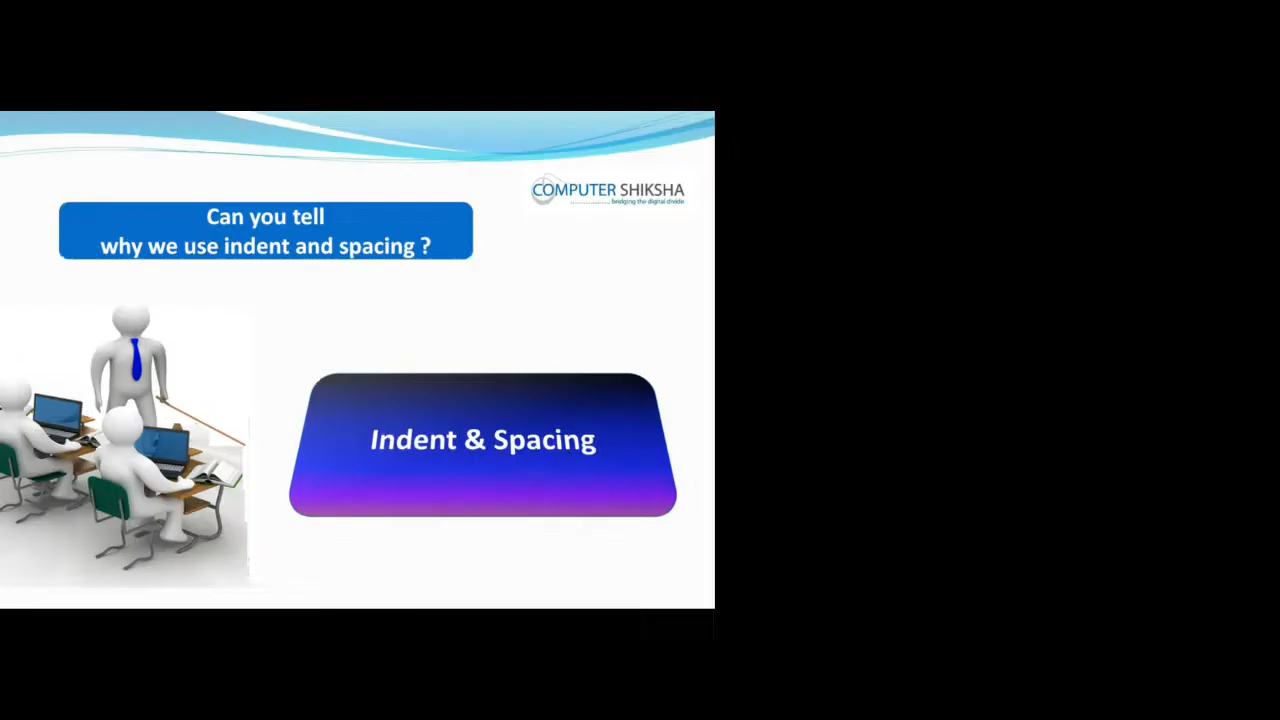 COMPUTER SHIKSHA
bridging the digital divide
Can you tell
why we use indent and spacing ?
Indent & Spacing